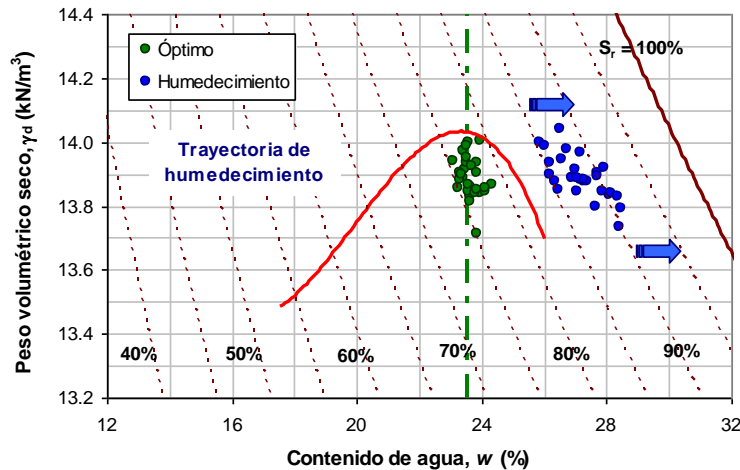 14.4
14.2
14.0
13.8
13.6
13.4
13.2
Peso volumétrico seco, γd (kN/m³)
Óptimo
Humedecimiento
Sr = 100%
Trayectoria de
humedecimiento
40%
50%
60%
70%
80%
90%
12
16
20
24
28
32
Contenido de agua, w (%)